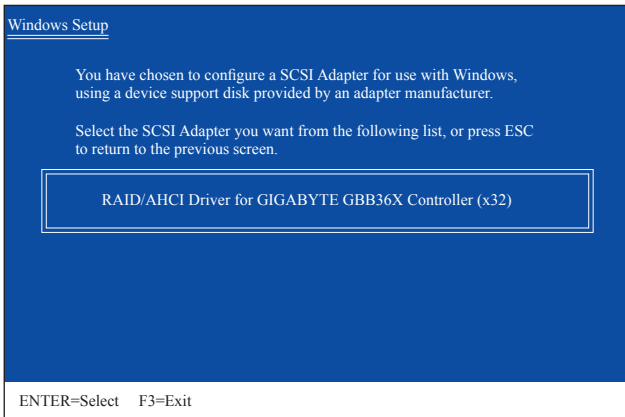 Windows Setup
You have chosen to configure a SCSI Adapter for use with Windows,
using a device support disk provided by an adapter manufacturer.
Select the SCSI Adapter you want from the following list, or press ESC
to return to the previous screen.
RAID/AHCI Driver for GIGABYTE GBB36X Controller (x32)
ENTER=Select F3=Exit